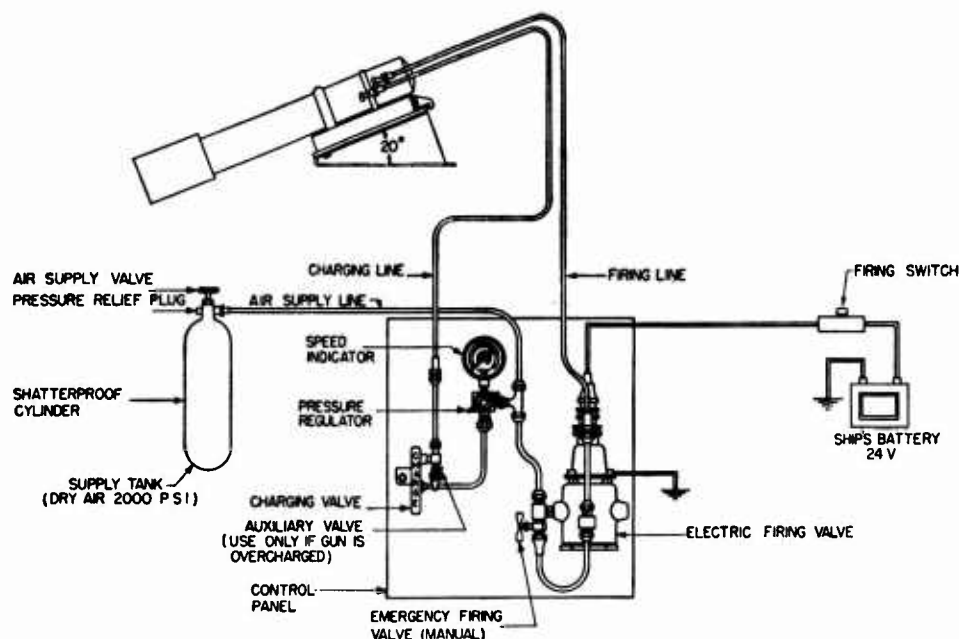 20°
CHARGING LINE
FIRING LINE
FIRING SWITCH
AIR SUPPLY VALVE
PRESSURE RELIEF PLUG
AIR SUPPLY LINE
SPEED
INDICATOR
SHATTERPROOF
CYLINDER
PRESSURE
REGULATOR
SHIP'S BATTERY
24 V
SUPPLY TANK
(DRY AIR 2000 PSI)
CHARGING VALVE
AUXILIARY VALVE
(USE ONLY IF GUN IS
OVERCHARGED)
ELECTRIC FIRING VALVE
CONTROL
PANEL
EMERGENCY FIRING
VALVE (MANUAL)